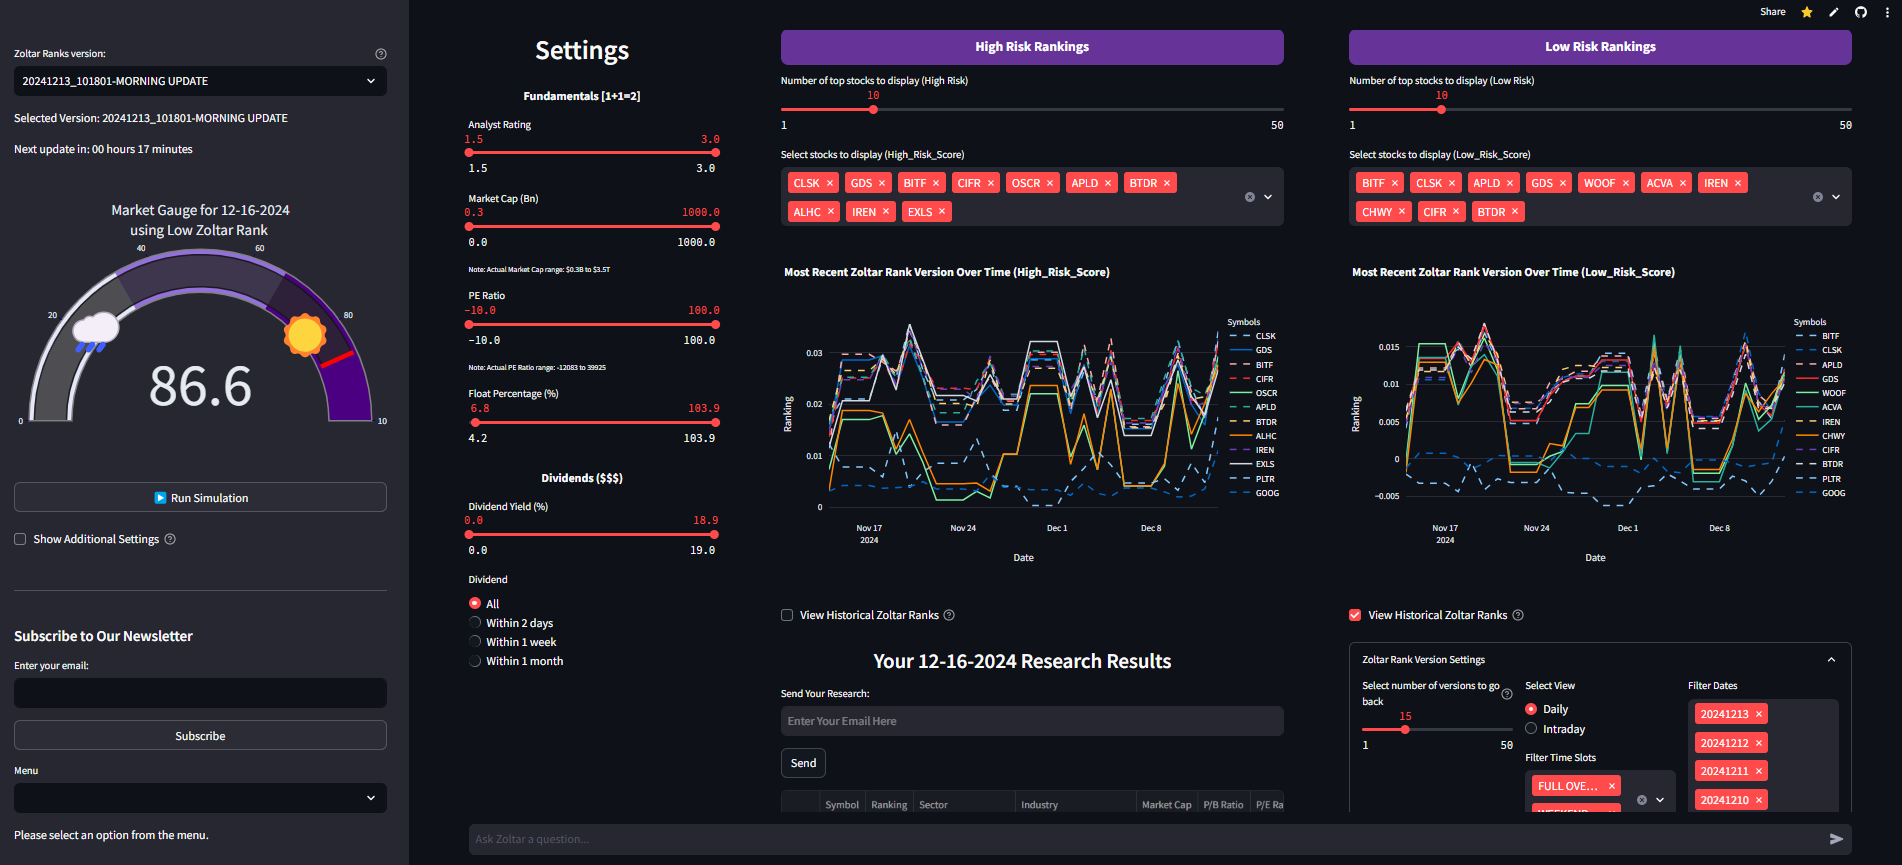 Share
Zoltar Ranks version:
20241213_101801-MORNING UPDATE
Selected Version: 20241213_101801-MORNING UPDATE
Next update in: 00 hours 17 minutes
Market Gauge for 12-16-2024
using Low Zoltar Rank
0
20
40
60
80
10
86.6
Run Simulation
Show Additional Settings
Subscribe to Our Newsletter
Enter your email:
Subscribe
Menu
Please select an option from the menu.
Settings
Fundamentals [1+1=2]
Analyst Rating
1.5 3.0
1.5 3.0
Market Cap (Bn)
0.3 1000.0
0.0 1000.0
Note: Actual Market Cap range: $0.3B to $3.5T
PE Ratio
-10.0 100.0
-10.0 100.0
Note: Actual PE Ratio range: -12083 to 39925
Float Percentage (%)
6.8 103.9
4.2 103.9
Dividends ($$$)
Dividend Yield (%)
0.0 18.9
0.0 19.0
Dividend
All
Within 2 days
Within 1 week
Within 1 month
High Risk Rankings
Number of top stocks to display (High Risk)
10
1 50
Select stocks to display (High_Risk_Score)
CLSK × GDS × BITF × CIFR × OSCR × APLD × BTDR ×
ALHC × IREN × EXLS ×
Most Recent Zoltar Rank Version Over Time (High_Risk_Score)
Ranking
0.03
0.02
0.01
0
Nov 17 Nov 24 Dec 1 Dec 8
2024
Date
Symbols
CLSK
GDS
BITF
CIFR
OSCR
APLD
BTDR
ALHC
IREN
EXLS
PLTR
GOOG
View Historical Zoltar Ranks
Your 12-16-2024 Research Results
Send Your Research:
Enter Your Email Here
Send
Symbol Ranking Sector Industry Market Cap P/B Ratio P/E Ra
Low Risk Rankings
Number of top stocks to display (Low Risk)
10
1 50
Select stocks to display (Low_Risk_Score)
BITF × CLSK × APLD × GDS × WOOF × ACVA × IREN ×
CHWY × CIFR × BTDR ×
Most Recent Zoltar Rank Version Over Time (Low_Risk_Score)
Ranking
0.015
0.01
0.005
0
−0.005
Nov 17 Nov 24 Dec 1 Dec 8
2024
Date
Symbols
BITF
CLSK
APLD
GDS
WOOF
ACVA
IREN
CHWY
CIFR
BTDR
PLTR
GOOG
View Historical Zoltar Ranks
Zoltar Rank Version Settings
Select number of versions to go
back
15
1 50
Select View
Daily
Intraday
Filter Time Slots
FULL OVE... ×
Filter Dates
20241213 ×
20241212 ×
20241211 ×
20241210 ×
Ask Zoltar a question...